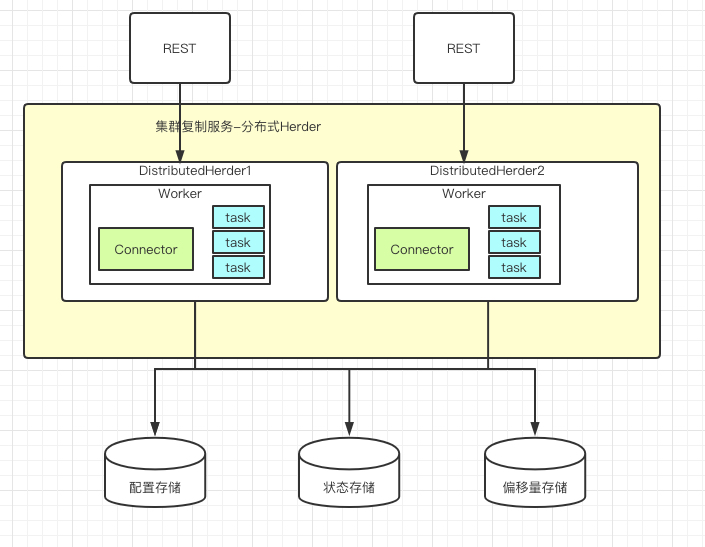 REST
REST
集群复制服务-分布式Herder
DistributedHerder1
Worker
Connector
task
task
task
DistributedHerder2
Worker
Connector
task
task
task
配置存储
状态存储
偏移量存储